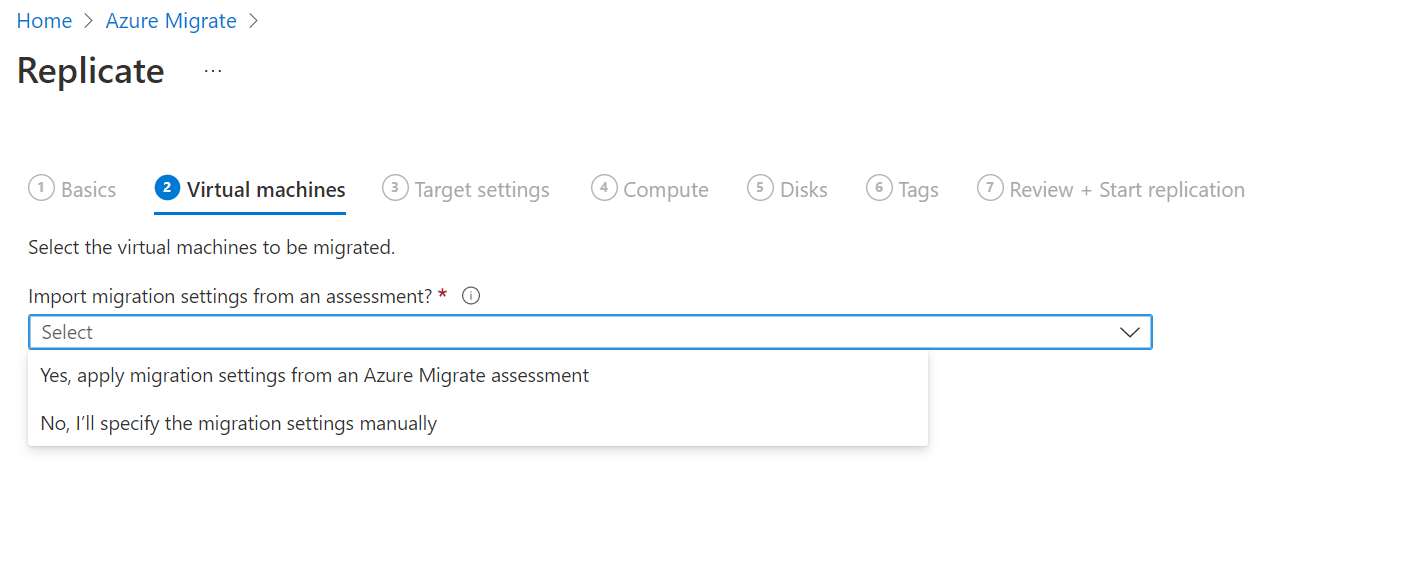 Home > Azure Migrate >
Replicate ...
1 Basics 2 Virtual machines 3 Target settings 4 Compute 5 Disks 6 Tags 7 Review + Start replication
Select the virtual machines to be migrated.
Import migration settings from an assessment? * i
Select
Yes, apply migration settings from an Azure Migrate assessment
No, I’ll specify the migration settings manually